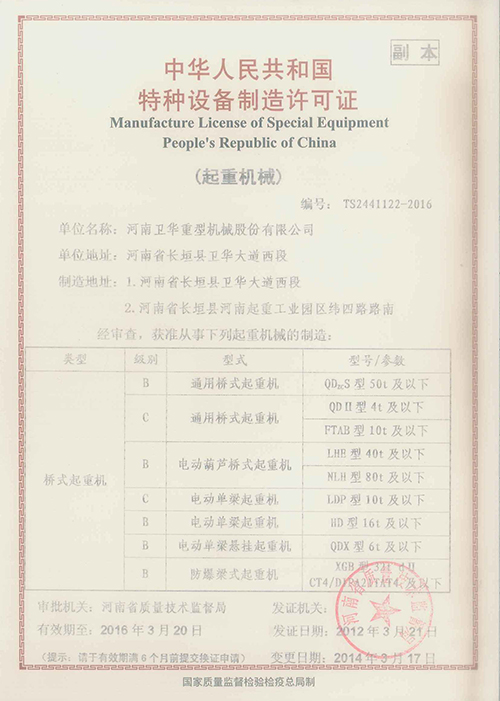 副 本
中华人民共和国
特种设备制造许可证
Manufacture License of Special Equipment
People's Republic of China
(起重机械)
编号： TS2441122-2016
单位名称： 河南卫华重型机械股份有限公司
单位地址： 河南省长垣县卫华大道西段
制造地址： 1.河南省长垣县卫华大道西段
2.河南省长垣县河南起重工业园区纬四路路南
经审查，获准从事下列起重机械的制造：
类型 级别 型式 型号/参数
桥式起重机
B 通用桥式起重机 QD S 型 50t 及以下
C 通用桥式起重机 QDⅡ型 4t 及以下
FTAB 型 10t 及以下
B 电动葫芦桥式起重机 LHE 型 40t 及以下
NLH 型 80t 及以下
C 电动单梁起重机 LDP 型 10t 及以下
B 电动单梁起重机 HD 型 16t 及以下
B 电动单梁悬挂起重机 QDX 型 6t 及以下
B 防爆梁式起重机 XGB 型 32t dⅡ
及以下
审批机关： 河南省质量技术监督局 发证机关：
有效期至： 2016 年 3 月 20 日 发证日期： 2012 年 3 月 21 日
(提示：请于有效期满 6 个月前提交换证申请) 变更日期： 2014 年 3 月 17 日
国家质量监督检验检疫总局制